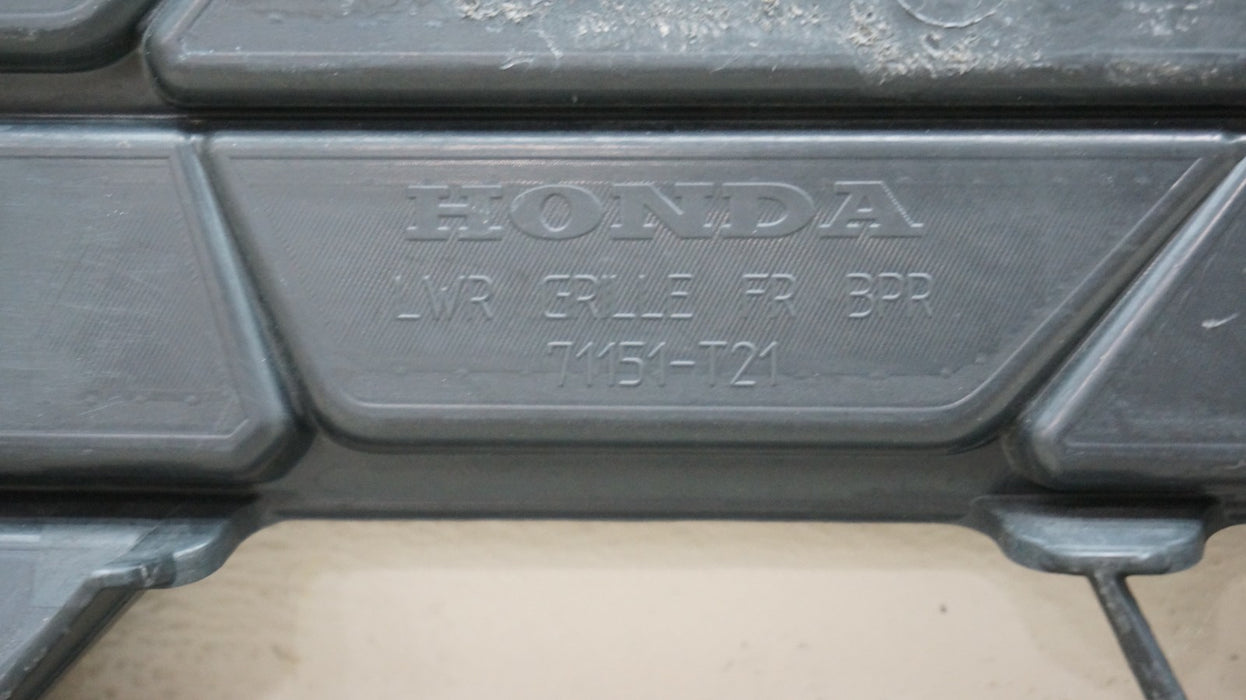 HONDA
LWR GRILLE FR BPR
71151-T21